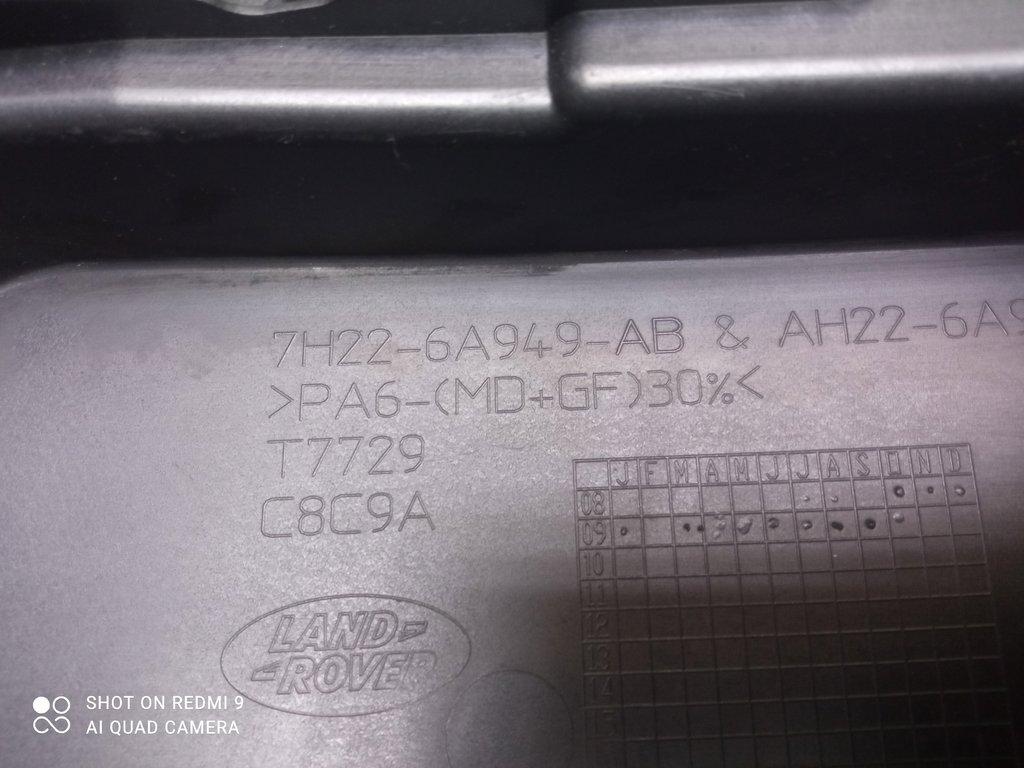 7H22-6A949-AB & AH22-6A9
>PA6-(MD+GF)30%<
T7729
C8C9A
J F M A M J J A S O N D
08
09
10
11
12
13
14
15
LAND
ROVER
SHOT ON REDMI 9
AI QUAD CAMERA